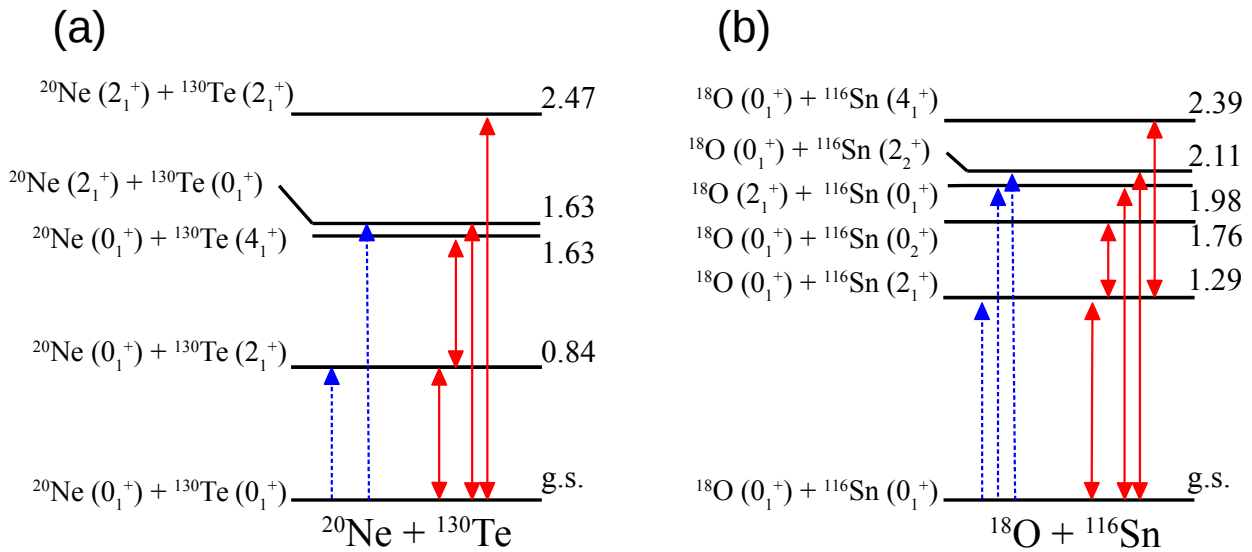 (a)
²⁰Ne (2₁⁺) + ¹³⁰Te (2₁⁺) 2.47
²⁰Ne (2₁⁺) + ¹³⁰Te (0₁⁺) 1.63
²⁰Ne (0₁⁺) + ¹³⁰Te (4₁⁺) 1.63
²⁰Ne (0₁⁺) + ¹³⁰Te (2₁⁺) 0.84
²⁰Ne (0₁⁺) + ¹³⁰Te (0₁⁺) g.s.
²⁰Ne + ¹³⁰Te
(b)
¹⁸O (0₁⁺) + ¹¹⁶Sn (4₁⁺) 2.39
¹⁸O (0₁⁺) + ¹¹⁶Sn (2₂⁺) 2.11
¹⁸O (2₁⁺) + ¹¹⁶Sn (0₁⁺) 1.98
¹⁸O (0₁⁺) + ¹¹⁶Sn (0₂⁺) 1.76
¹⁸O (0₁⁺) + ¹¹⁶Sn (2₁⁺) 1.29
¹⁸O (0₁⁺) + ¹¹⁶Sn (0₁⁺) g.s.
¹⁸O + ¹¹⁶Sn